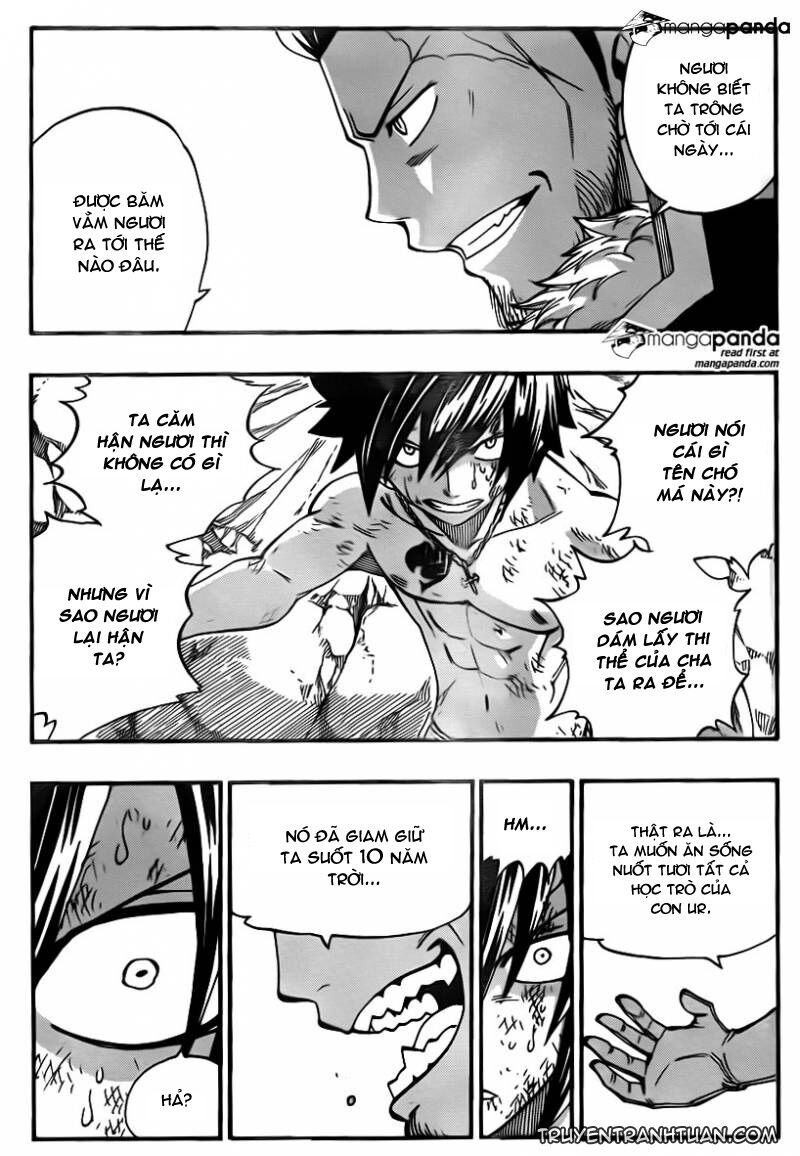 mangapanda
NGƯƠI
KHÔNG BIẾT
TA TRÔNG
CHỜ TỚI CÁI
NGÀY...
ĐƯỢC BĂM
VẰM NGƯƠI
RA TỚI THẾ
NÀO ĐÂU.
mangapanda
read first at
mangapanda.com
NGƯƠI NÓI
CÁI GÌ
TÊN CHÓ
MÁ NÀY?!
TA CĂM
HẬN NGƯƠI THÌ
KHÔNG CÓ GÌ
LẠ...
SAO NGƯƠI
DÁM LẤY THI
THỂ CỦA CHA
TA RA ĐỂ...
NHƯNG VÌ
SAO NGƯƠI
LẠI HẬN
TA?
THẬT RA LÀ...
TA MUỐN ĂN SỐNG
NUỐT TƯƠI TẤT CẢ
HỌC TRÒ CỦA
CON UR.
HM...
NÓ ĐÃ GIAM GIỮ
TA SUỐT 10 NĂM
TRỜI...
HẢ?
TRUYENTRANHTUAN.COM